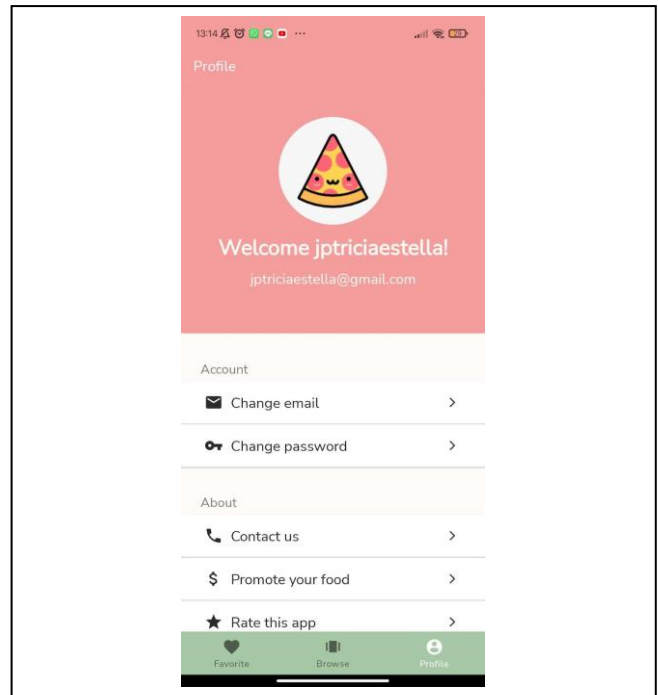 13:14
Profile
Welcome jptriciaestella!
jptriciaestella@gmail.com
Account
Change email
Change password
About
Contact us
Promote your food
Rate this app
Favorite Browse Profile